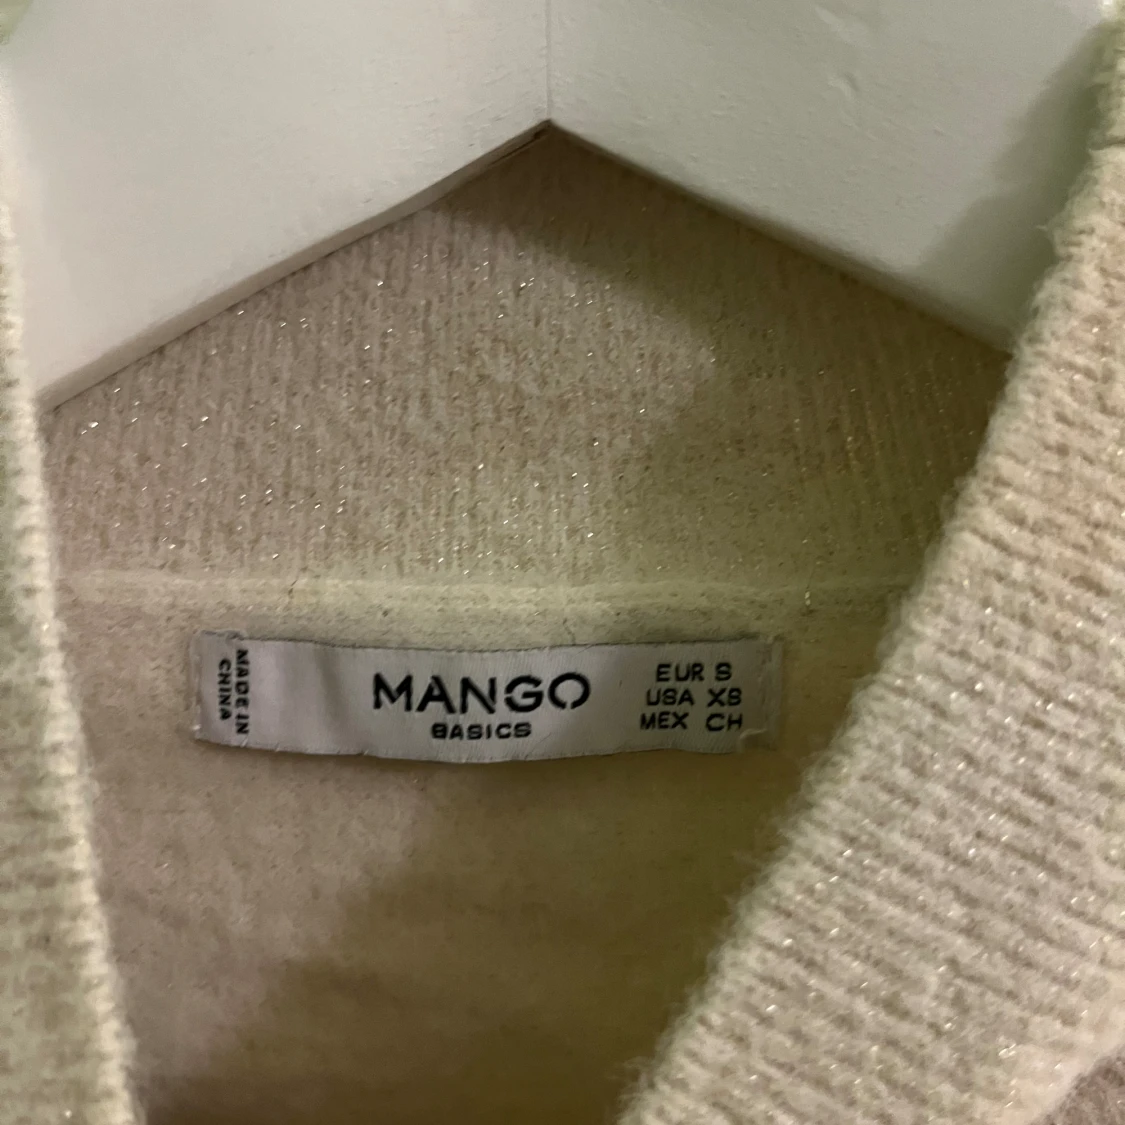 MADE IN
CHINA
MANGO
BASICS
EUR S
USA XS
MEX CH